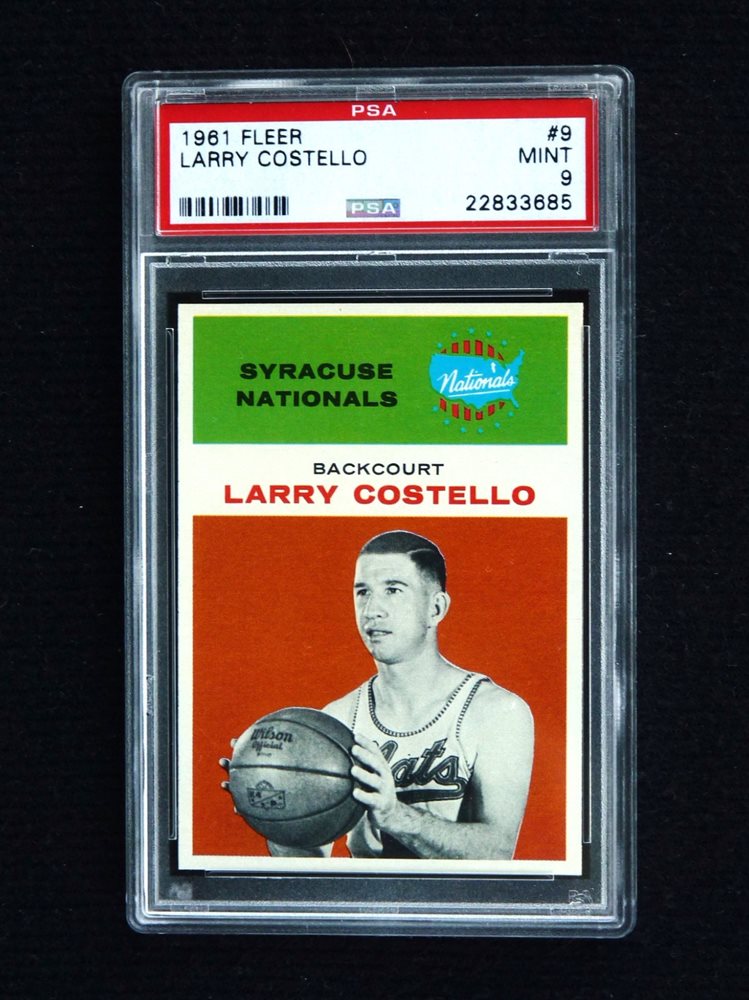 PSA
1961 FLEER #9
LARRY COSTELLO MINT
9
PSA 22833685
SYRACUSE
NATIONALS
Nationals
BACKCOURT
LARRY COSTELLO
Wilson
Official
Nats